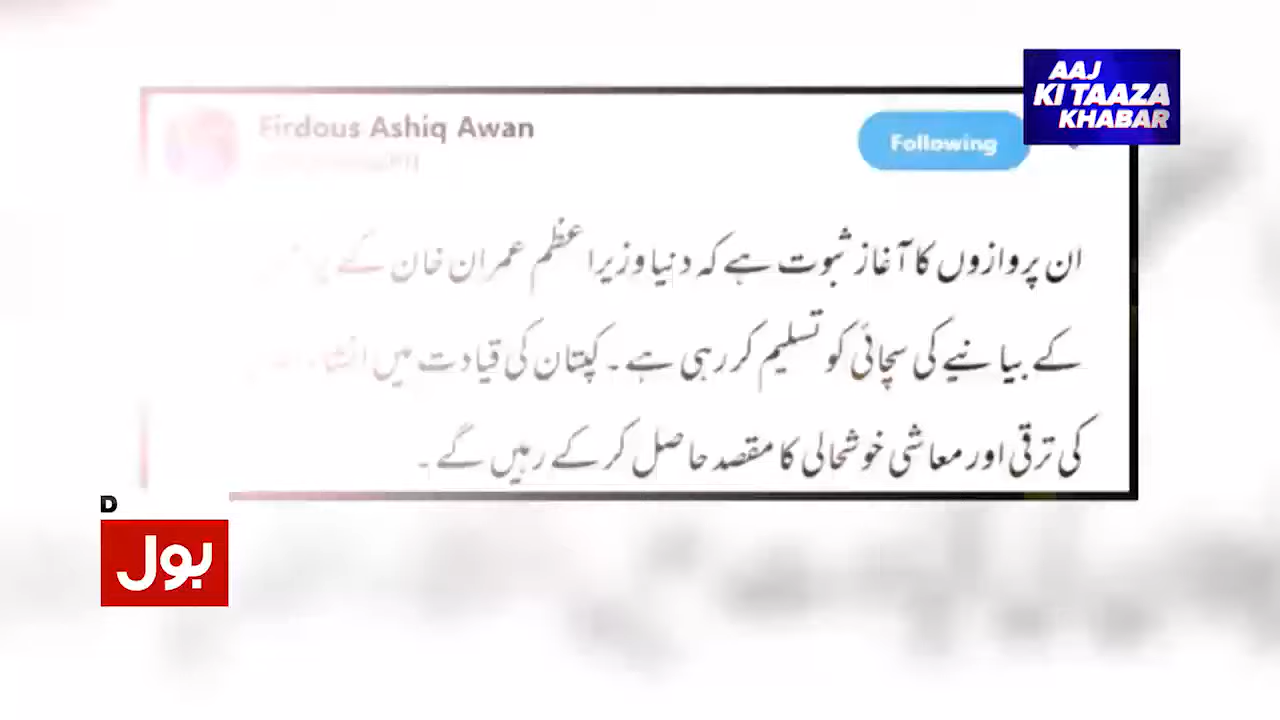 AAJ
KI TAAZA
KHABAR
Firdous Ashiq Awan
Following
ان پروازوں کا آغاز ثبوت ہے کہ دنیا وزیراعظم عمران خان کے
کے بیانیے کی سچائی کو تسلیم کر رہی ہے۔ کپتان کی قیادت میں
کی ترقی اور معاشی خوشحالی کا مقصد حاصل کر کے رہیں گے۔
D
بول